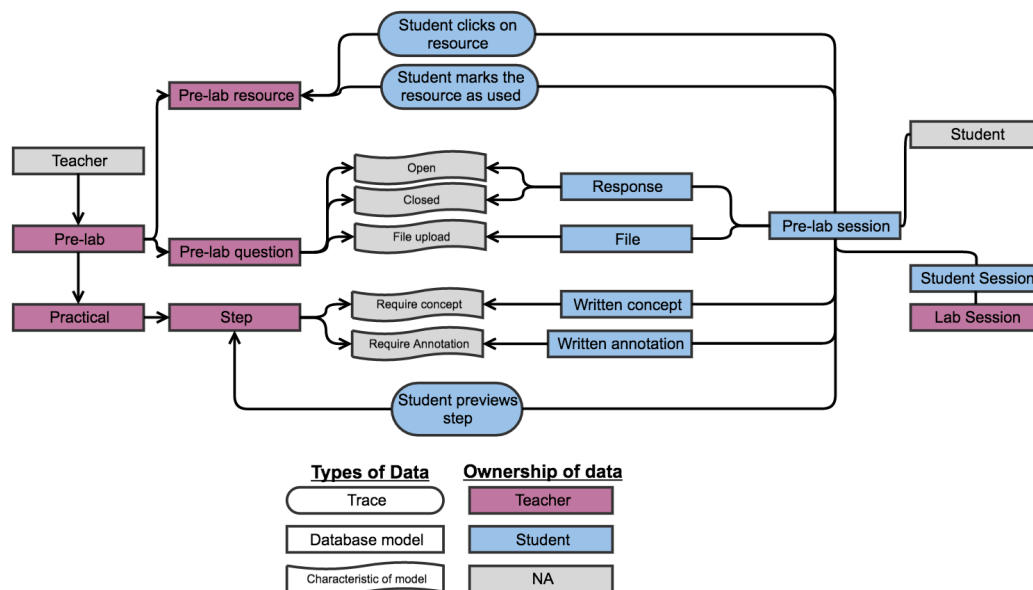 Student clicks on
resource
Student marks the
resource as used
Pre-lab resource
Student
Teacher
Open
Response
Closed
Pre-lab session
Pre-lab
Pre-lab question
File upload
File
Student Session
Require concept
Written concept
Practical
Step
Lab Session
Require Annotation
Written annotation
Student previews
step
Types of Data
Ownership of data
Trace
Teacher
Database model
Student
Characteristic of model
NA